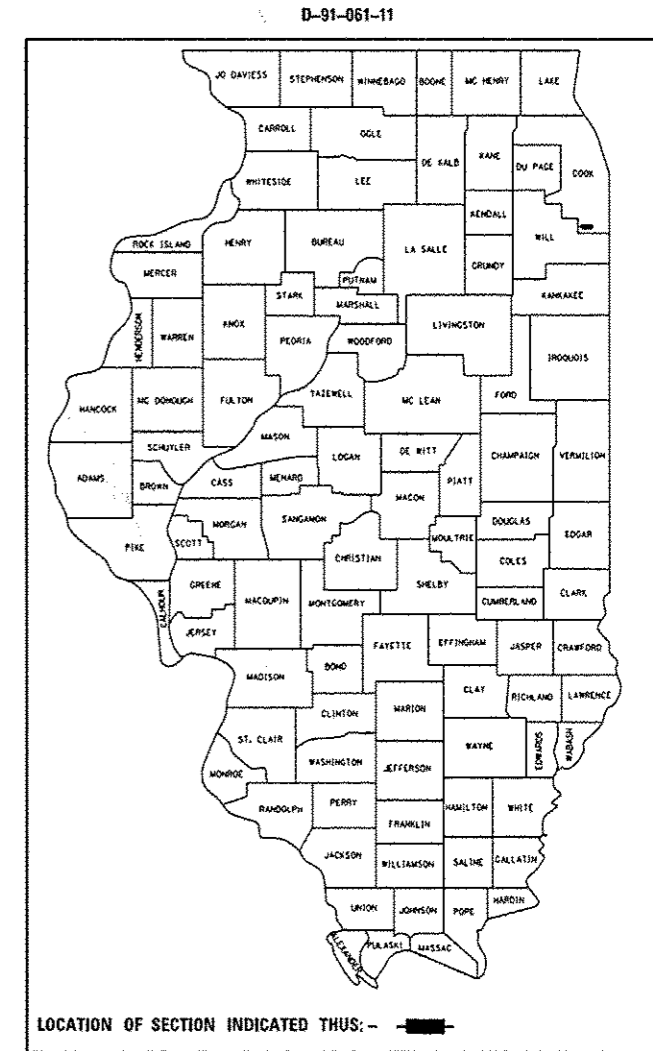 D-91-061-11
JO DAVIESS
STEPHENSON
WINNEBAGO
BOONE
MC HENRY
LAKE
CARROLL
OGLE
DE KALB
KANE
DU PAGE
COOK
WHITESIDE
LEE
KENDALL
WILL
ROCK ISLAND
HENRY
BUREAU
LA SALLE
GRUNDY
MERCER
PUTNAM
KANKAKEE
STARK
MARSHALL
HENDERSON
WARREN
KNOX
PEORIA
WOODFORD
LIVINGSTON
IROQUOIS
HANCOCK
MC DONOUGH
FULTON
TAZEWELL
MC LEAN
FORD
SCHUYLER
MASON
LOGAN
DE WITT
CHAMPAIGN
VERMILION
ADAMS
BROWN
CASS
MENARD
PIATT
MACON
PIKE
SCOTT
MORGAN
SANGAMON
CHRISTIAN
MOULTRIE
DOUGLAS
EDGAR
COLES
SHELBY
CALHOUN
GREENE
MACOUPIN
MONTGOMERY
CUMBERLAND
CLARK
JERSEY
FAYETTE
EFFINGHAM
JASPER
CRAWFORD
MADISON
BOND
CLAY
RICHLAND
LAWRENCE
CLINTON
MARION
ST. CLAIR
WAYNE
EDWARDS
WABASH
WASHINGTON
JEFFERSON
MONROE
RANDOLPH
PERRY
HAMILTON
WHITE
FRANKLIN
JACKSON
WILLIAMSON
SALINE
GALLATIN
UNION
JOHNSON
POPE
HARDIN
ALEXANDER
PULASKI
MASSAC
LOCATION OF SECTION INDICATED THUS: -